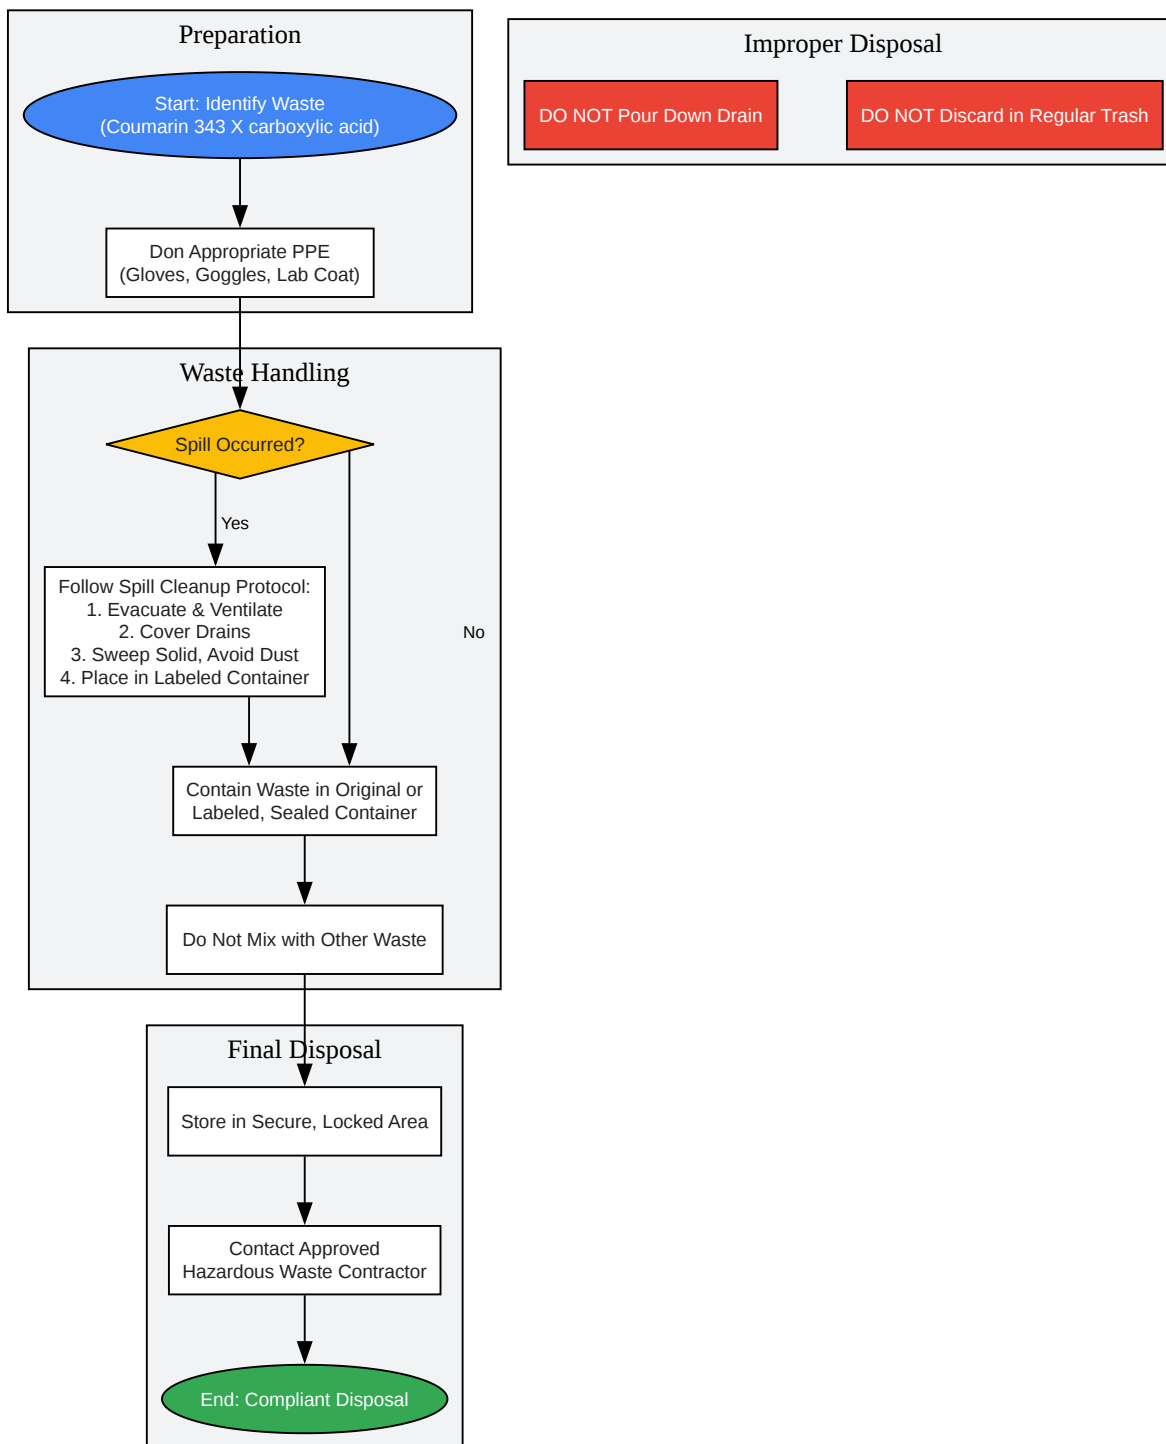 Preparation
Start: Identify Waste
(Coumarin 343 X carboxylic acid)
Don Appropriate PPE
(Gloves, Goggles, Lab Coat)
Improper Disposal
DO NOT Pour Down Drain
DO NOT Discard in Regular Trash
Waste Handling
Spill Occurred?
Yes
Follow Spill Cleanup Protocol:
1. Evacuate & Ventilate
2. Cover Drains
3. Sweep Solid, Avoid Dust
4. Place in Labeled Container
No
Contain Waste in Original or
Labeled, Sealed Container
Do Not Mix with Other Waste
Final Disposal
Store in Secure, Locked Area
Contact Approved
Hazardous Waste Contractor
End: Compliant Disposal